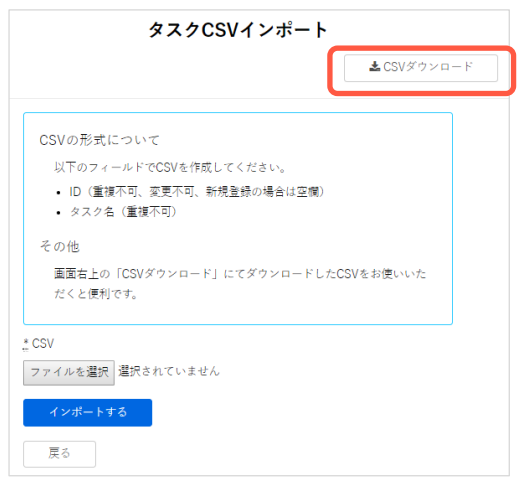 タスクCSVインポート
CSVダウンロード
CSVの形式について
以下のフィールドでCSVを作成してください。
• ID（重複不可、変更不可、新規登録の場合は空欄）
• タスク名（重複不可）
その他
画面右上の「CSVダウンロード」にてダウンロードしたCSVをお使いいた
だくと便利です。
* CSV
ファイルを選択 選択されていません
インポートする
戻る